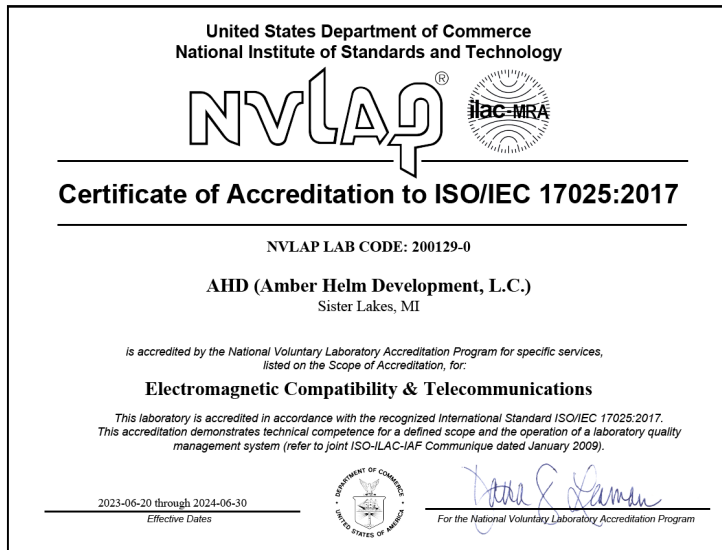 United States Department of Commerce
National Institute of Standards and Technology
NVLAP®
ilac-MRA
Certificate of Accreditation to ISO/IEC 17025:2017
NVLAP LAB CODE: 200129-0
AHD (Amber Helm Development, L.C.)
Sister Lakes, MI
is accredited by the National Voluntary Laboratory Accreditation Program for specific services,
listed on the Scope of Accreditation, for:
Electromagnetic Compatibility & Telecommunications
This laboratory is accredited in accordance with the recognized International Standard ISO/IEC 17025:2017.
This accreditation demonstrates technical competence for a defined scope and the operation of a laboratory quality
management system (refer to joint ISO-ILAC-IAF Communique dated January 2009).
2023-06-20 through 2024-06-30
Effective Dates
DEPARTMENT OF COMMERCE
UNITED STATES OF AMERICA
For the National Voluntary Laboratory Accreditation Program